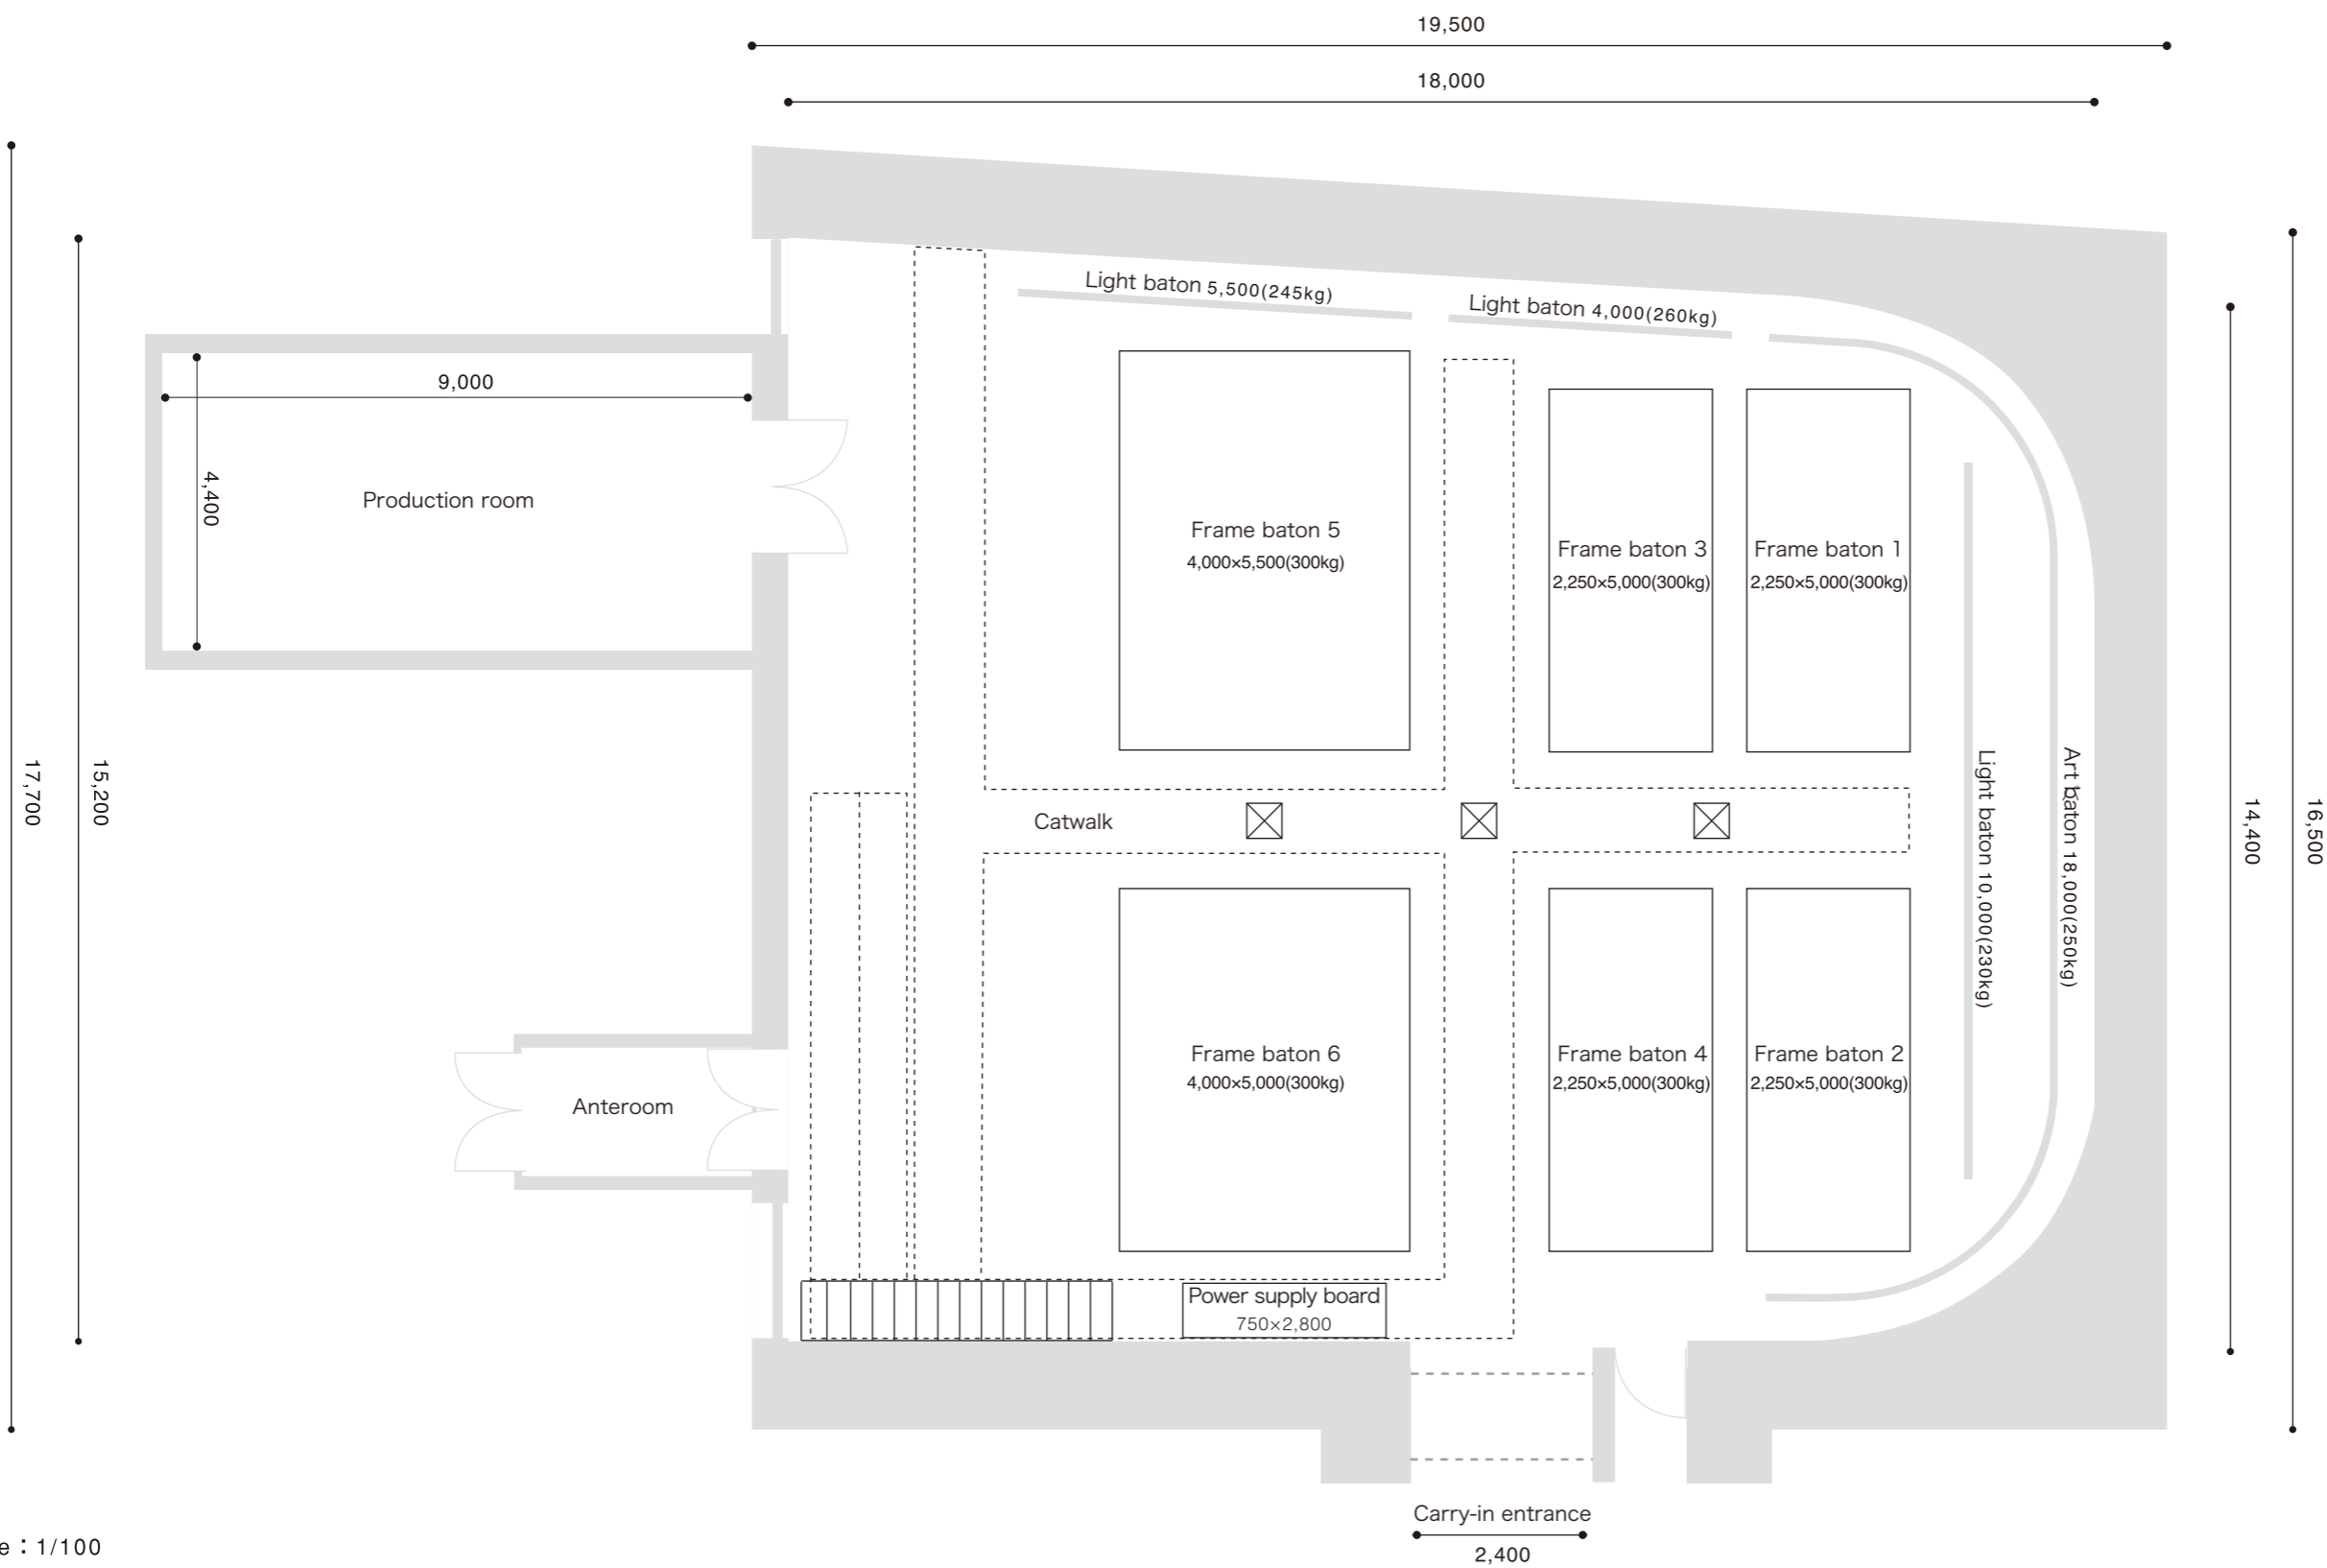 19,500
18,000
Light baton 5,500(245kg)
Light baton 4,000(260kg)
9,000
4,400
Production room
Frame baton 5
4,000×5,500(300kg)
Frame baton 3
2,250×5,000(300kg)
Frame baton 1
2,250×5,000(300kg)
17,700
15,200
Catwalk
Light baton 10,000(230kg)
Art baton 18,000(250kg)
14,400
16,500
Frame baton 6
4,000×5,000(300kg)
Frame baton 4
2,250×5,000(300kg)
Frame baton 2
2,250×5,000(300kg)
Anteroom
Power supply board
750×2,800
Carry-in entrance
2,400
e：1/100